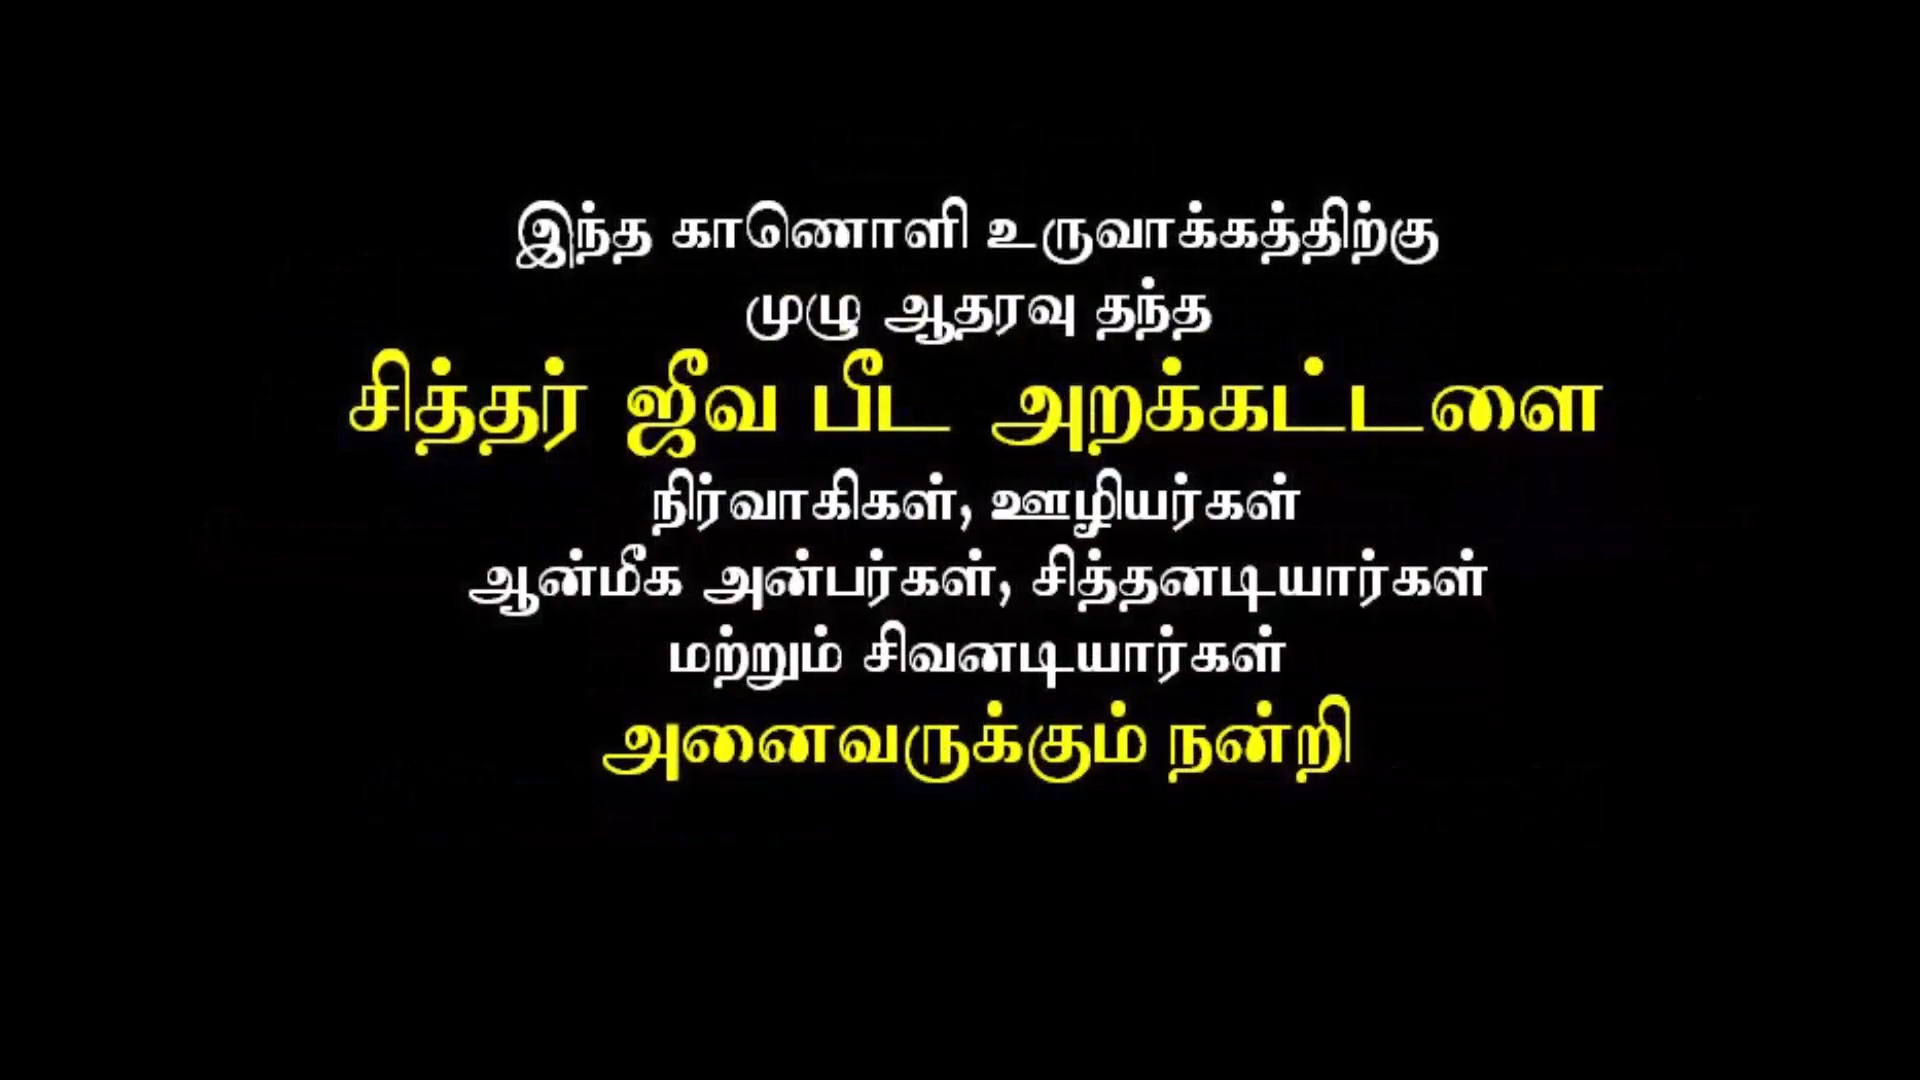 இந்த காணொளி உருவாக்கத்திற்கு
முழு ஆதரவு தந்த
சித்தர் ஜீவ பீட அறக்கட்டளை
நிர்வாகிகள், ஊழியர்கள்
ஆன்மீக அன்பர்கள், சித்தனடியார்கள்
மற்றும் சிவனடியார்கள்
அனைவருக்கும் நன்றி